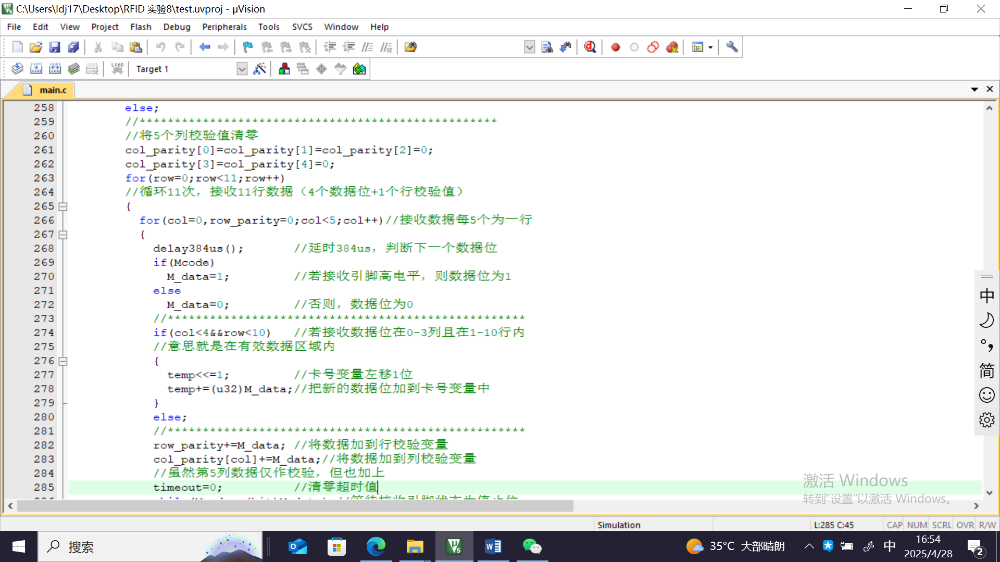 C:\Users\ldj17\Desktop\RFID 实验8\test.uvproj - µVision
File Edit View Project Flash Debug Peripherals Tools SVCS Window Help
LOAD Target 1
main.c
258 else;
259 //***************************************************
260 //将5个列校验值清零
261 col_parity[0]=col_parity[1]=col_parity[2]=0;
262 col_parity[3]=col_parity[4]=0;
263 for(row=0;row<11;row++)
264 //循环11次，接收11行数据（4个数据位+1个行校验值）
265 {
266 for(col=0,row_parity=0;col<5;col++)//接收数据每5个为一行
267 {
268 delay384us(); //延时384us，判断下一个数据位
269 if(Mcode)
270 M_data=1; //若接收引脚高电平，则数据位为1
271 else
272 M_data=0; //否则，数据位为0
273 //***************************************************
274 if(col<4&&row<10) //若接收数据位在0-3列且在1-10行内
275 //意思就是在有效数据区域内
276 {
277 temp<<=1; //卡号变量左移1位
278 temp+=(u32)M_data;//把新的数据位加到卡号变量中
279 }
280 else;
281 //***************************************************
282 row_parity+=M_data; //将数据加到行校验变量
283 col_parity[col]+=M_data;//将数据加到列校验变量
284 //虽然第5列数据仅作校验，但也加上
285 timeout=0; //清零超时值
中
简
激活 Windows
转到"设置"以激活 Windows。
Simulation L:285 C:45 CAP NUM SCRL OVR R/W
搜索
35°C 大部晴朗
中
16:54
2025/4/28
2